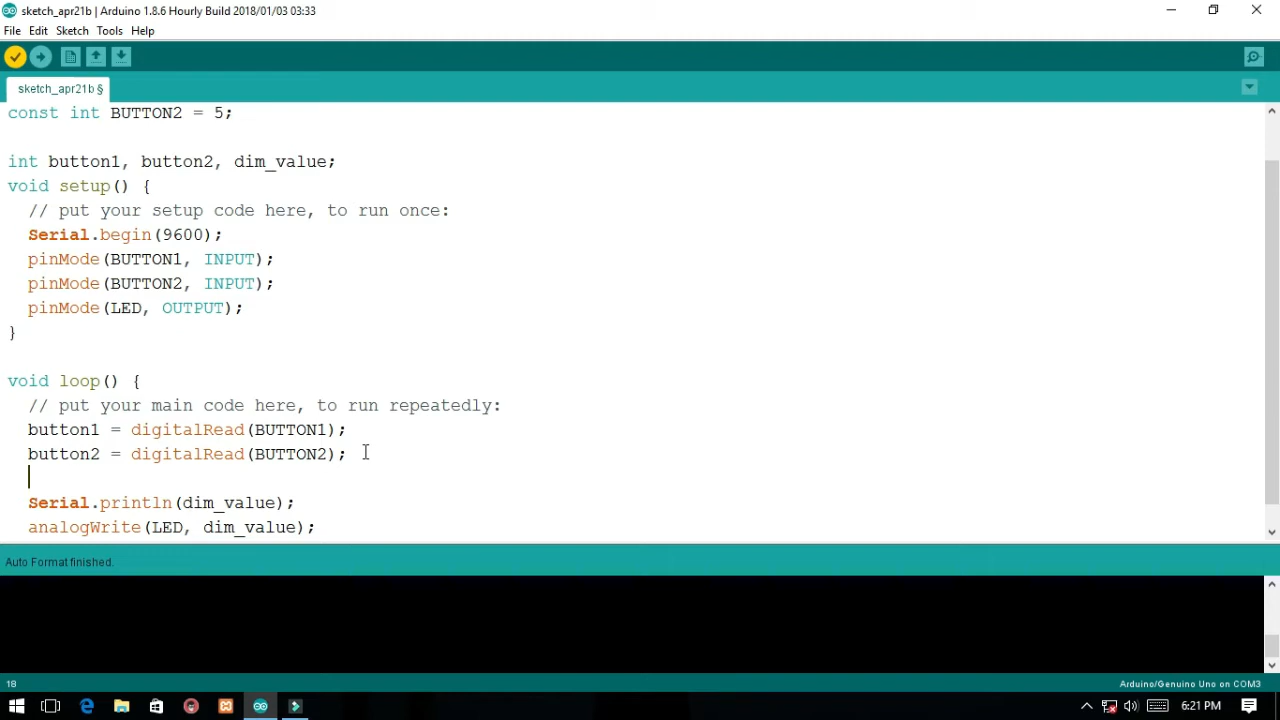 sketch_apr21b | Arduino 1.8.6 Hourly Build 2018/01/03 03:33
File Edit Sketch Tools Help
sketch_apr21b §
const int BUTTON2 = 5;
int button1, button2, dim_value;
void setup() {
// put your setup code here, to run once:
Serial.begin(9600);
pinMode(BUTTON1, INPUT);
pinMode(BUTTON2, INPUT);
pinMode(LED, OUTPUT);
}
void loop() {
// put your main code here, to run repeatedly:
button1 = digitalRead(BUTTON1);
button2 = digitalRead(BUTTON2);
Serial.println(dim_value);
analogWrite(LED, dim_value);
Auto Format finished.
18 Arduino/Genuino Uno on COM3
6:21 PM